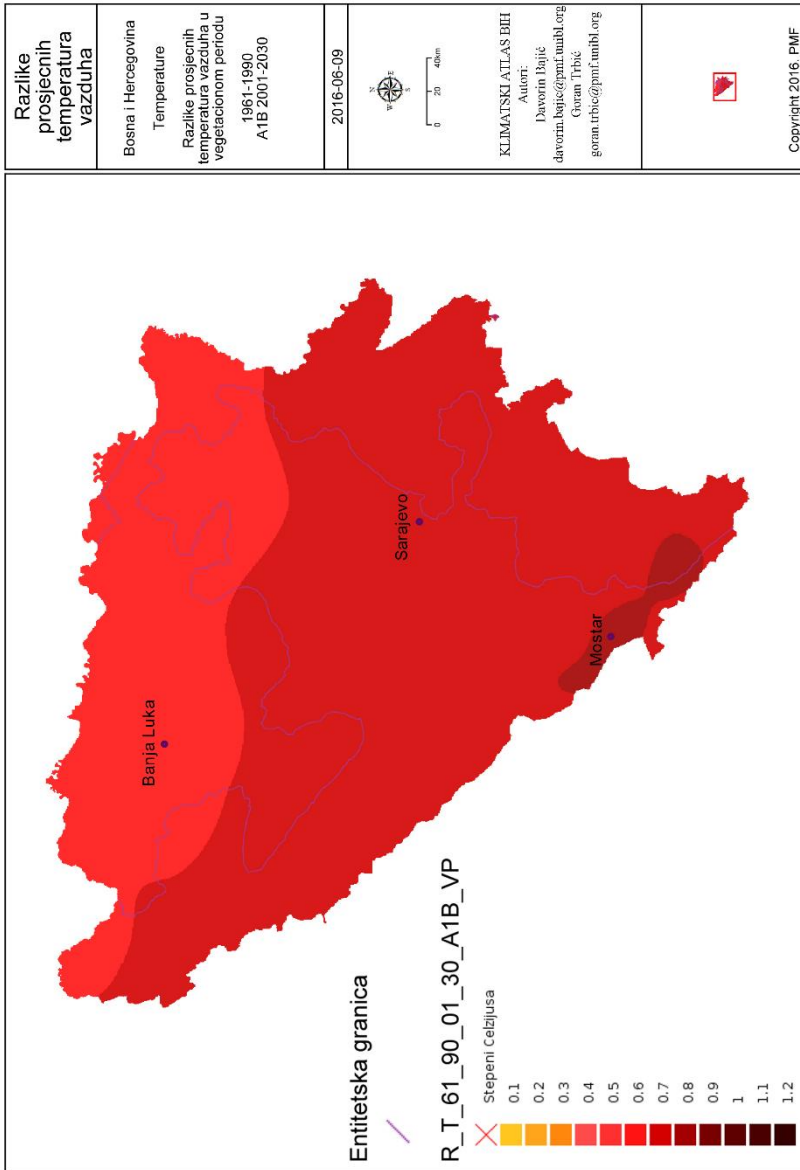 Razlike
prosjecnih
temperatura
vazduha
Bosna i Hercegovina
Temperature
Razlike prosjecnih
temperatura vazduha u
vegetacionom periodu
1961-1990
A1B 2001-2030
2016-06-09
N
W
E
S
0 20 40km
KLIMATSKI ATLAS BIH
Autori:
Davorin Bajić
davorin.bajic@pmf.unibl.org
Goran Trbić
goran.trbic@pmf.unibl.org
Copyright 2016. PMF
Banja Luka
Sarajevo
Mostar
Entitetska granica
R_T_61_90_01_30_A1B_VP
Stepeni Celzijusa
0.1
0.2
0.3
0.4
0.5
0.6
0.7
0.8
0.9
1
1.1
1.2